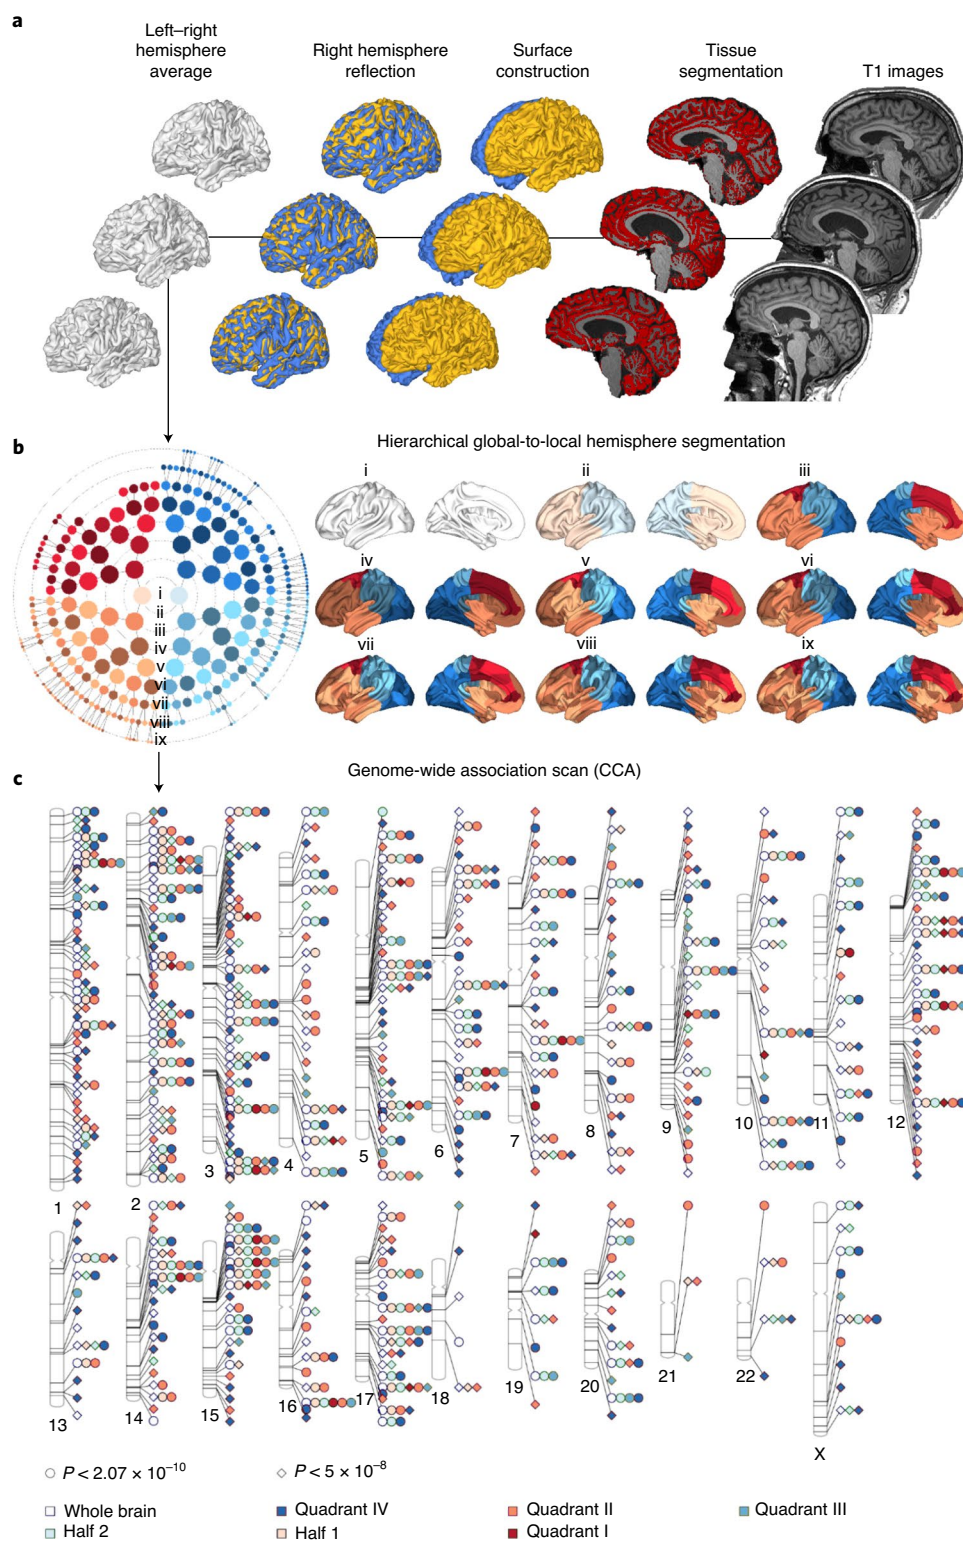 a
Left–right
hemisphere
average
Right hemisphere
reflection
Surface
construction
Tissue
segmentation
T1 images
b
Hierarchical global-to-local hemisphere segmentation
i
ii
iii
iv
v
vi
vii
viii
ix
i
ii
iii
iv
v
vi
vii
viii
ix
c
Genome-wide association scan (CCA)
1
2
3
4
5
6
7
8
9
10
11
12
13
14
15
16
17
18
19
20
21
22
X
P < 2.07 × 10⁻¹⁰
P < 5 × 10⁻⁸
Whole brain
Quadrant IV
Quadrant II
Quadrant III
Half 2
Half 1
Quadrant I